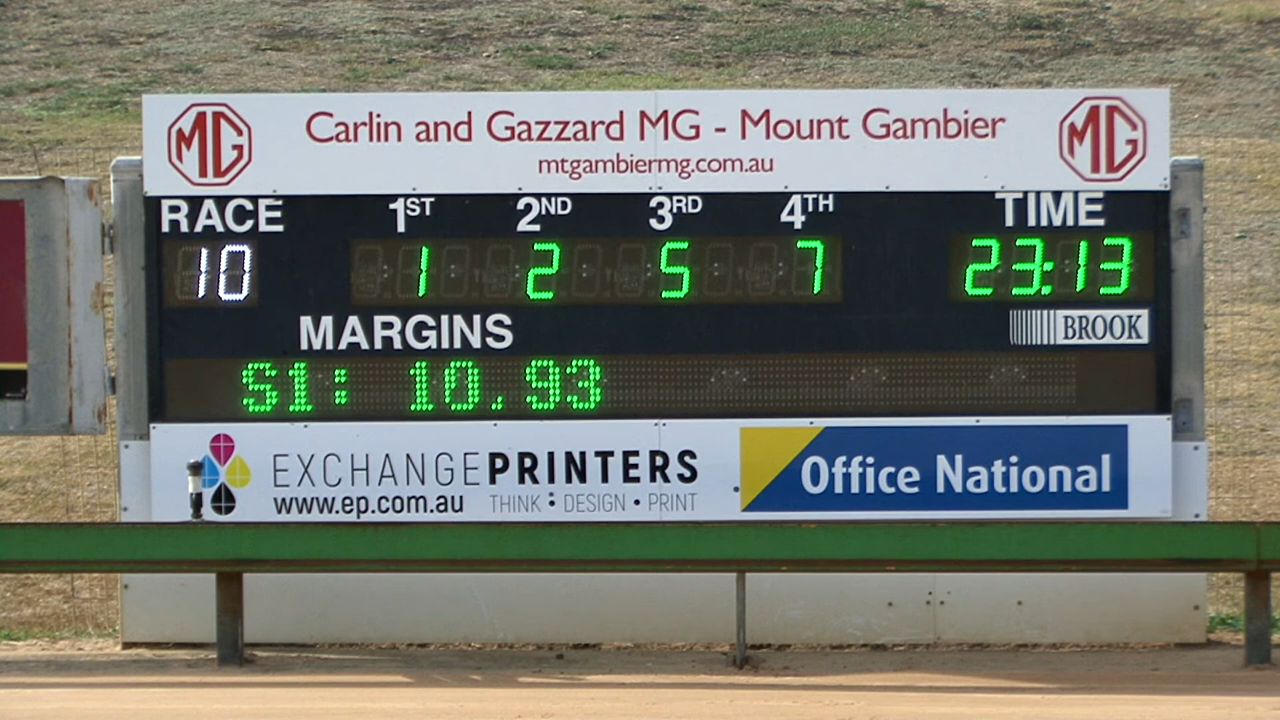 MG Carlin and Gazzard MG - Mount Gambier MG
mtgambiermg.com.au
RACE 1ST 2ND 3RD 4TH TIME
10 1 2 5 7 23:13
MARGINS
BROOK
S1: 10.93
EXCHANGEPRINTERS
www.ep.com.au THINK : DESIGN • PRINT
Office National